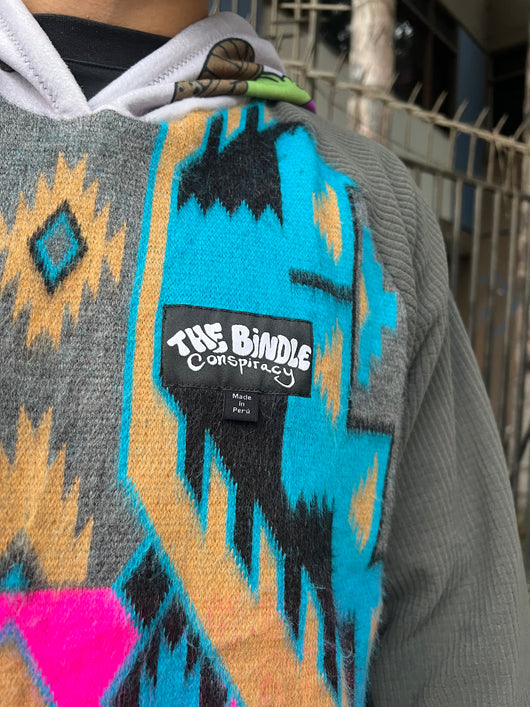 THE BiNDLE
Conspiracy
Made
in
Perú